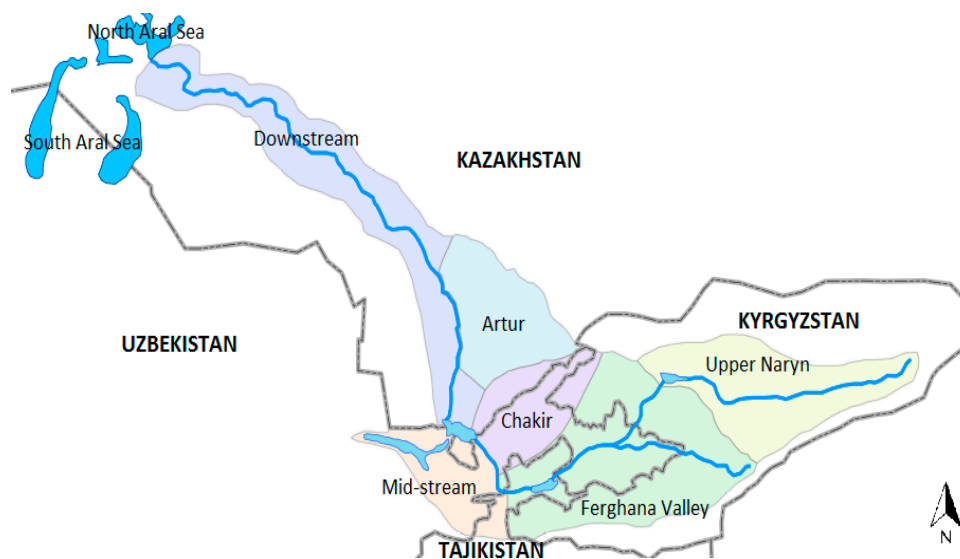 North Aral Sea
Downstream
South Aral Sea
KAZAKHSTAN
Artur
KYRGYZSTAN
UZBEKISTAN
Upper Naryn
Chakir
Mid-stream
Ferghana Valley
TAJIKISTAN
N